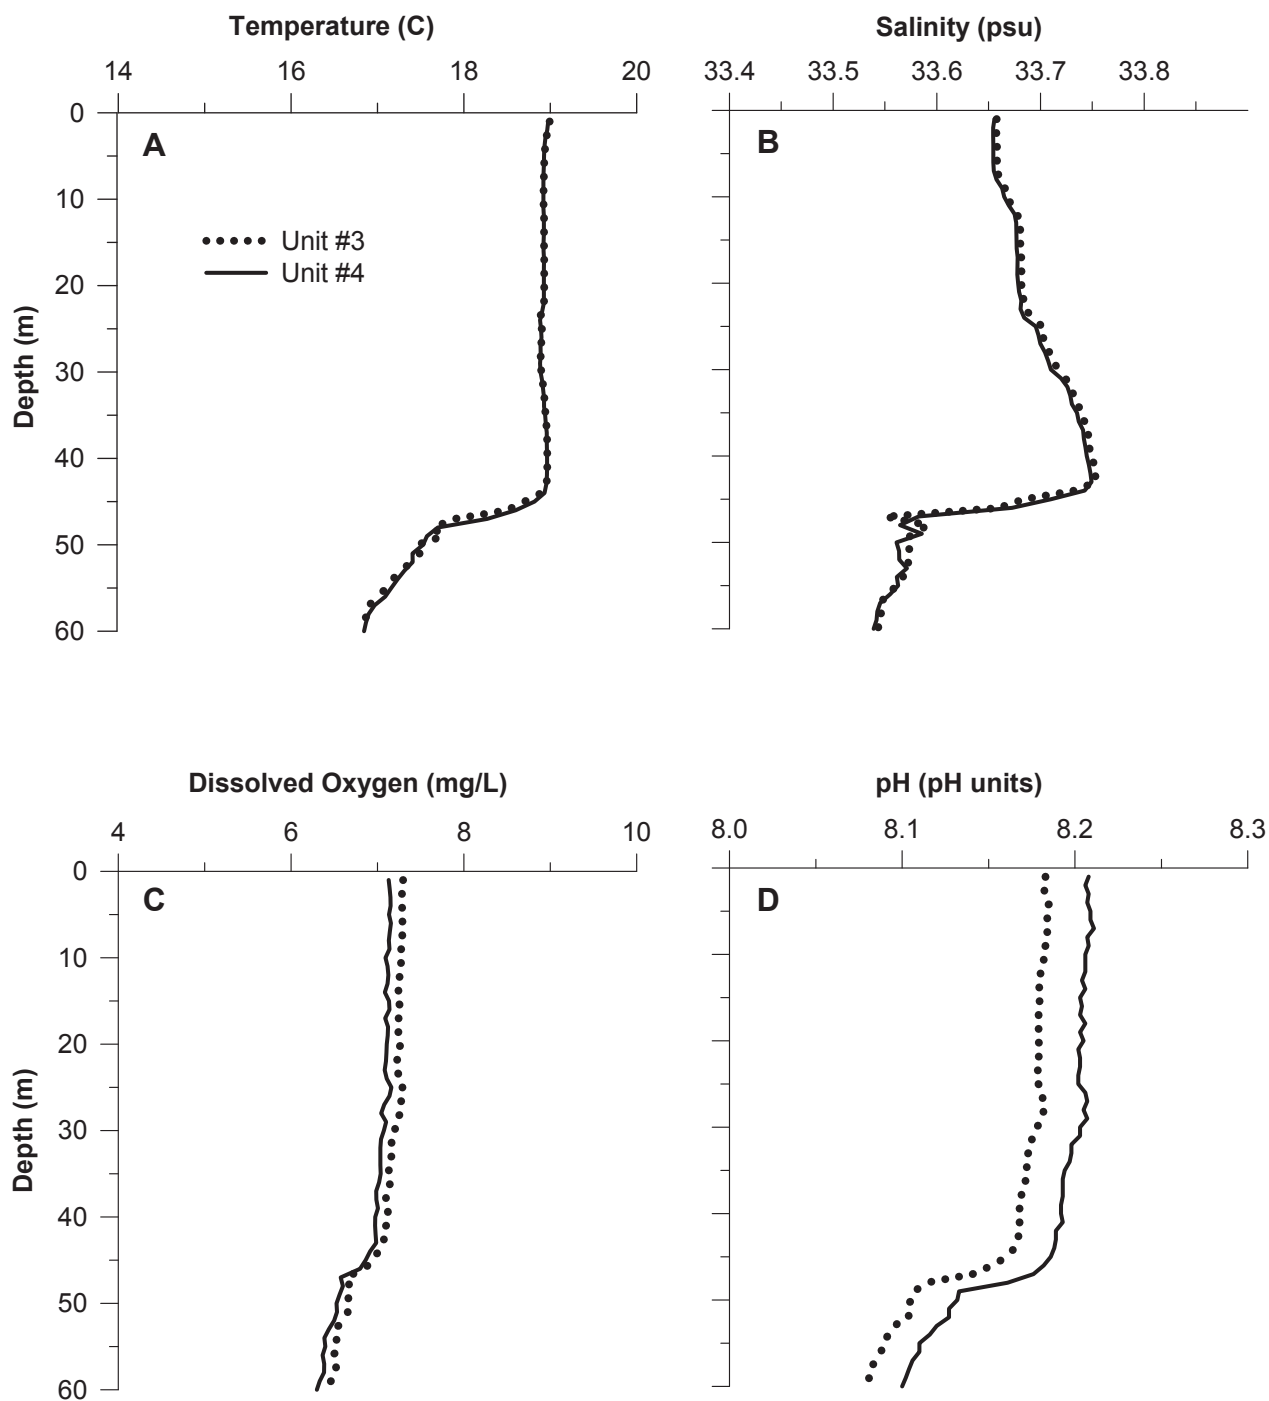 Temperature (C)
14 16 18 20
0
10
20
30
40
50
60
Depth (m)
A
Unit #3
Unit #4
Salinity (psu)
33.4 33.5 33.6 33.7 33.8
B
Dissolved Oxygen (mg/L)
4 6 8 10
0
10
20
30
40
50
60
Depth (m)
C
pH (pH units)
8.0 8.1 8.2 8.3
D